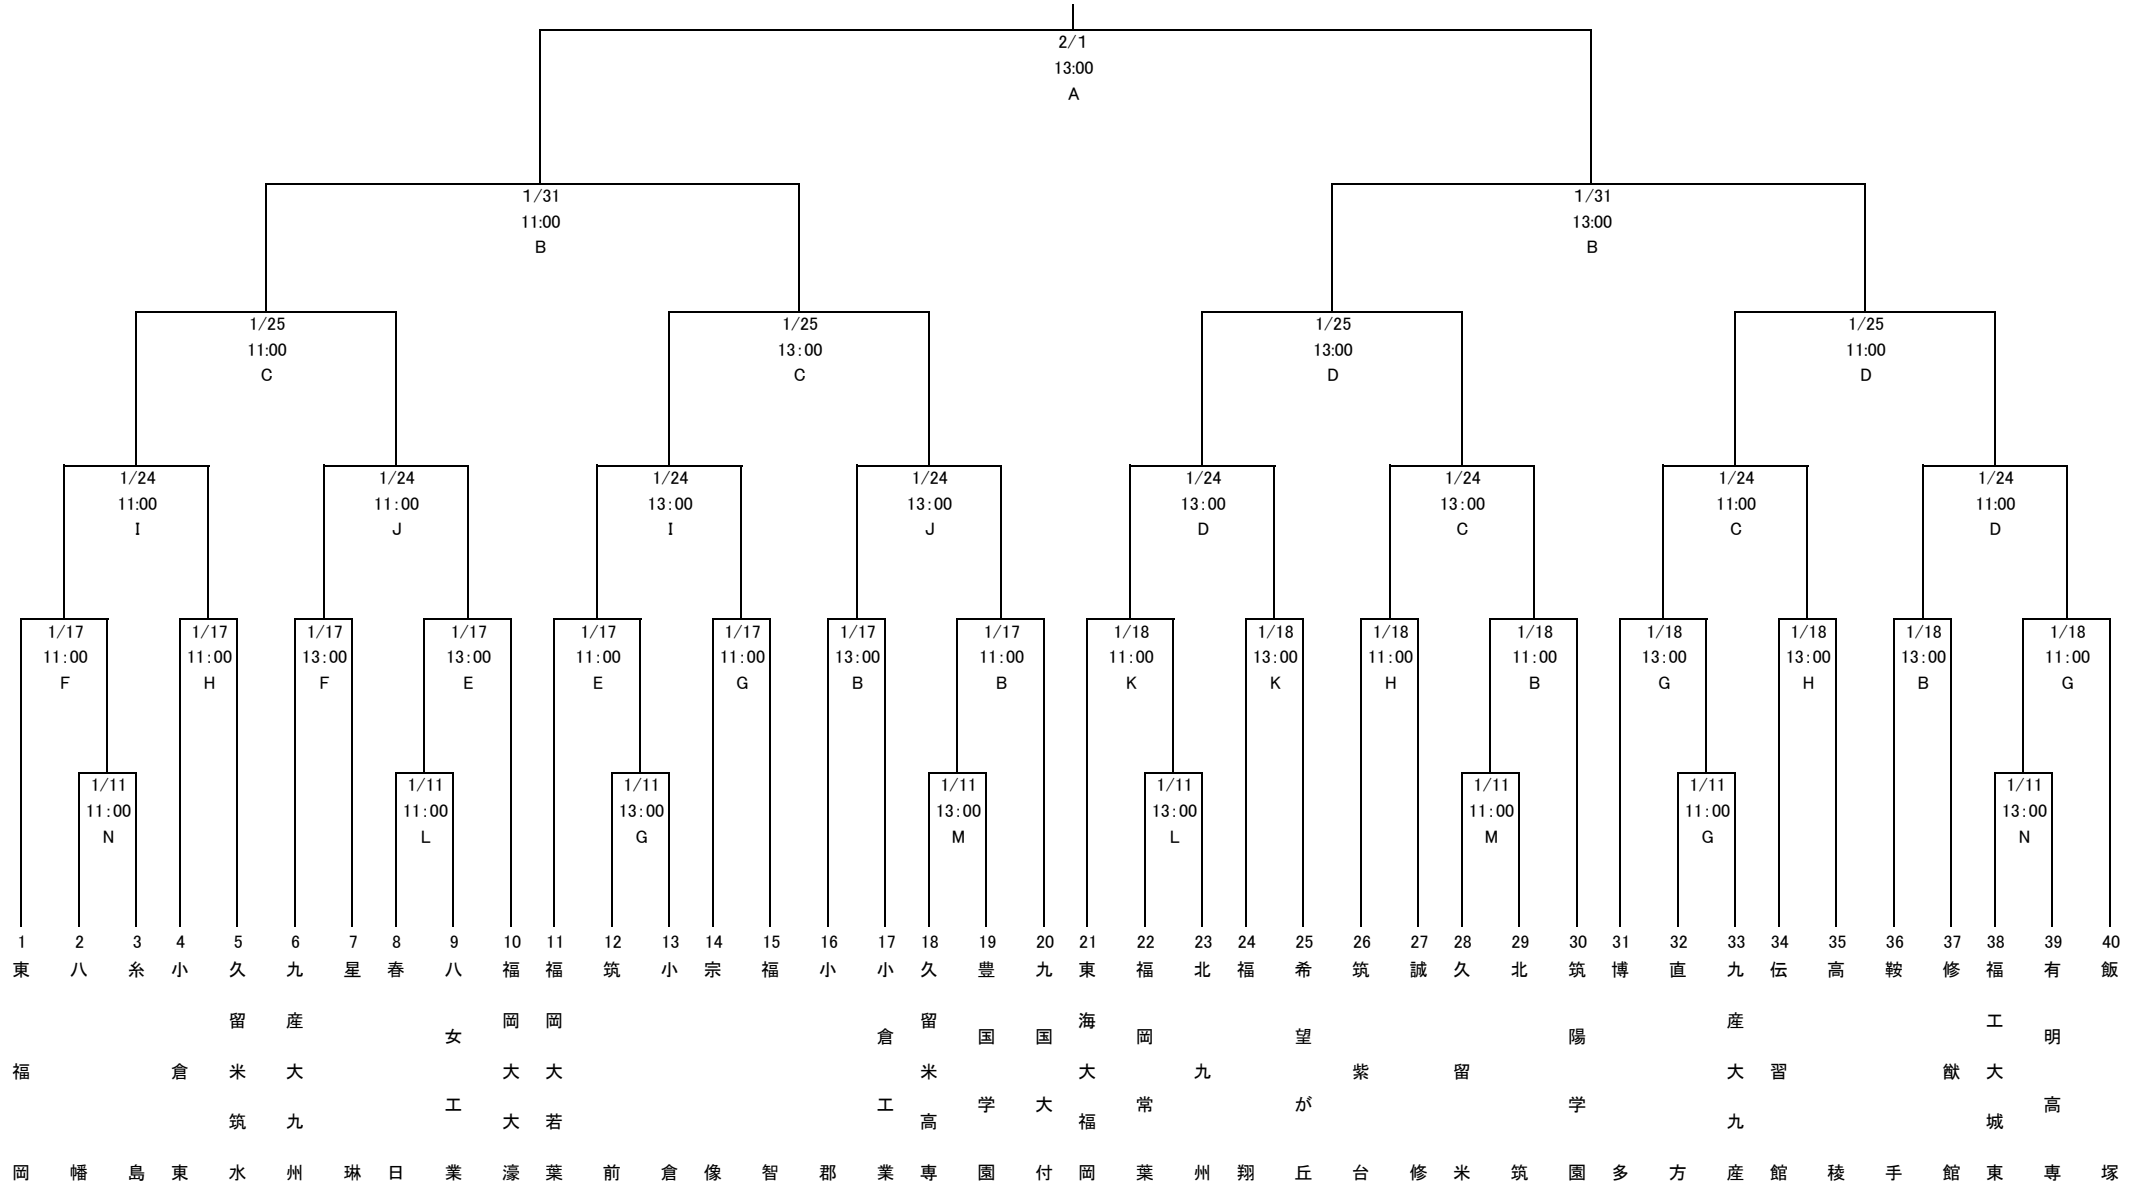 2/1
13:00
A
1/31
11:00
B
1/31
13:00
B
1/25
11:00
C
1/25
13:00
C
1/25
13:00
D
1/25
11:00
D
1/24
11:00
I
1/24
11:00
J
1/24
13:00
I
1/24
13:00
J
1/24
13:00
D
1/24
13:00
C
1/24
11:00
C
1/24
11:00
D
1/17
11:00
F
1/17
11:00
H
1/17
13:00
F
1/17
13:00
E
1/17
11:00
E
1/17
11:00
G
1/17
13:00
B
1/17
11:00
B
1/18
11:00
K
1/18
13:00
K
1/18
11:00
H
1/18
11:00
B
1/18
13:00
G
1/18
13:00
H
1/18
13:00
B
1/18
11:00
G
1/11
11:00
N
1/11
11:00
L
1/11
13:00
G
1/11
13:00
M
1/11
13:00
L
1/11
11:00
M
1/11
11:00
G
1/11
13:00
N
1
東福岡
2
八幡
3
糸島
4
小倉東
5
久留米筑水
6
九産大九州
7
星琳
8
春日
9
八女工業
10
福岡大大濠
11
福岡大若葉
12
筑前
13
小倉
14
宗像
15
福智
16
小郡
17
小倉工業
18
久留米高専
19
豊国学園
20
九国大付
21
東海大福岡
22
福岡常葉
23
北九州
24
福翔
25
希望が丘
26
筑紫台
27
誠修
28
久留米
29
北筑
30
筑陽学園
31
博多
32
直方
33
九産大九産
34
伝習館
35
高稜
36
鞍手
37
修猷館
38
福工大城東
39
有明高専
40
飯塚